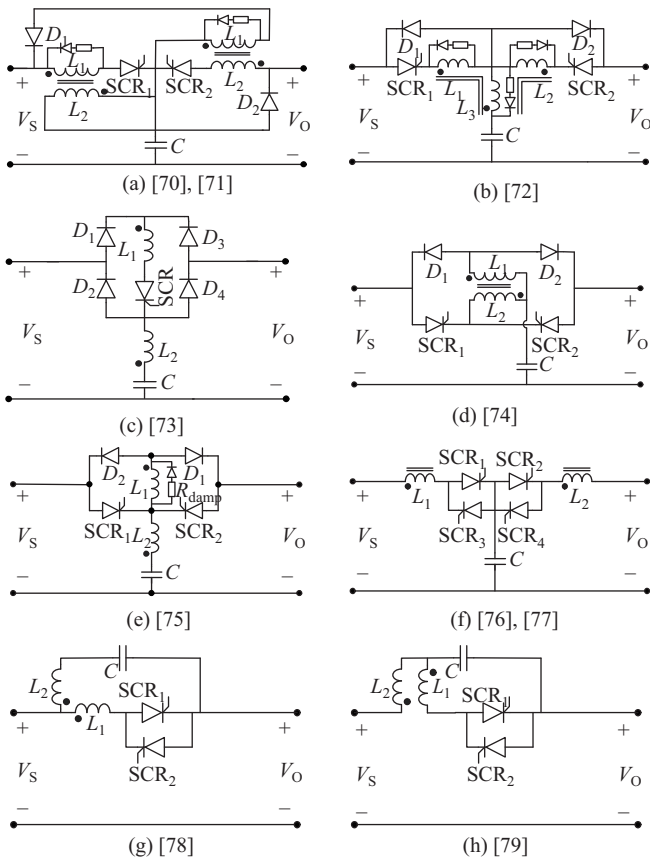 D1 L1 L1
+ SCR1 SCR2 L2 +
VS L2 D2 VO
− C −
(a) [70], [71]
D1 D2
+ SCR1 L1 L2 SCR2 +
VS L3 VO
− C −
(b) [72]
D1 L1 D3
+ SCR +
D2 D4
VS L2 VO
− C −
(c) [73]
D1 L1 D2
+ L2 +
VS SCR1 SCR2 VO
− C −
(d) [74]
D2 D1
+ L1 Rdamp +
VS SCR1 L2 SCR2 VO
− C −
(e) [75]
SCR1 SCR2
+ L1 L2 +
VS SCR3 SCR4 VO
− C −
(f) [76], [77]
C
L2 SCR1
+ L1 +
VS SCR2 VO
− −
(g) [78]
C
L2 L1 SCR1
+ +
VS SCR2 VO
− −
(h) [79]